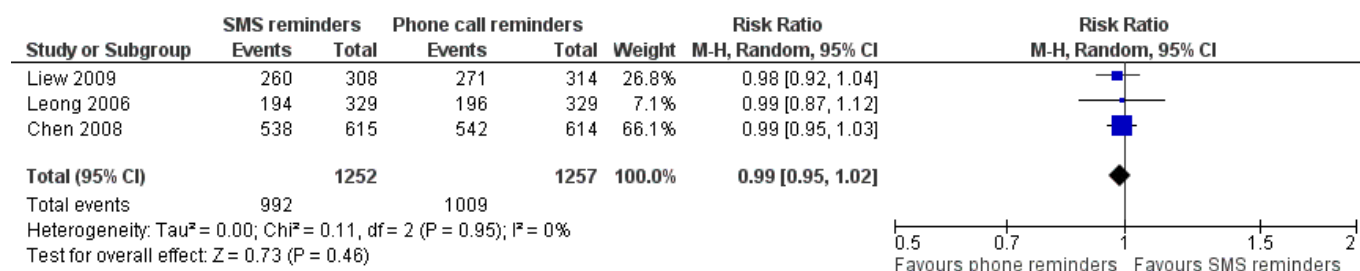 SMS reminders Phone call reminders Risk Ratio Risk Ratio
Study or Subgroup Events Total Events Total Weight M-H, Random, 95% CI M-H, Random, 95% CI
Liew 2009 260 308 271 314 26.8% 0.98 [0.92, 1.04]
Leong 2006 194 329 196 329 7.1% 0.99 [0.87, 1.12]
Chen 2008 538 615 542 614 66.1% 0.99 [0.95, 1.03]
Total (95% CI) 1252 1257 100.0% 0.99 [0.95, 1.02]
Total events 992 1009
Heterogeneity: Tau² = 0.00; Chi² = 0.11, df = 2 (P = 0.95); I² = 0%
Test for overall effect: Z = 0.73 (P = 0.46)
0.5 0.7 1 1.5 2
Favours phone reminders Favours SMS reminders